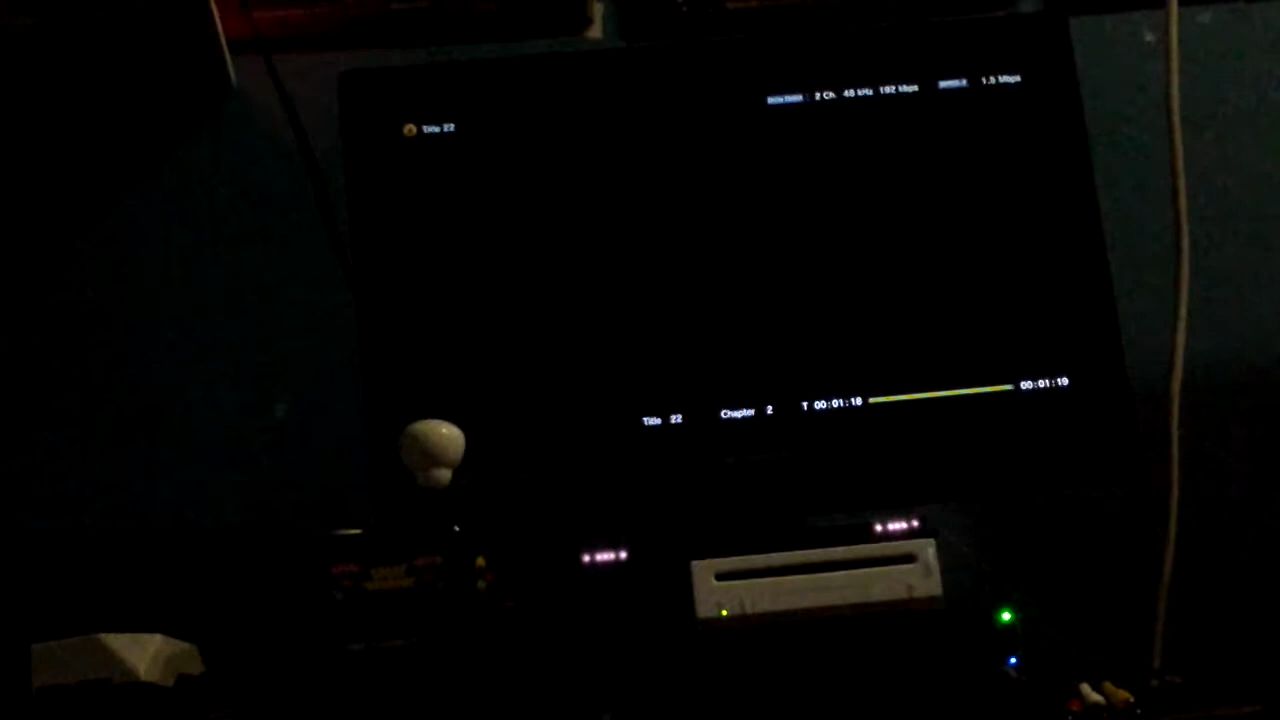 2 Ch. 48 kHz 192 kbps 1.5 Mbps
Title 22
Title 22 Chapter 2 T 00:01:18 00:01:19